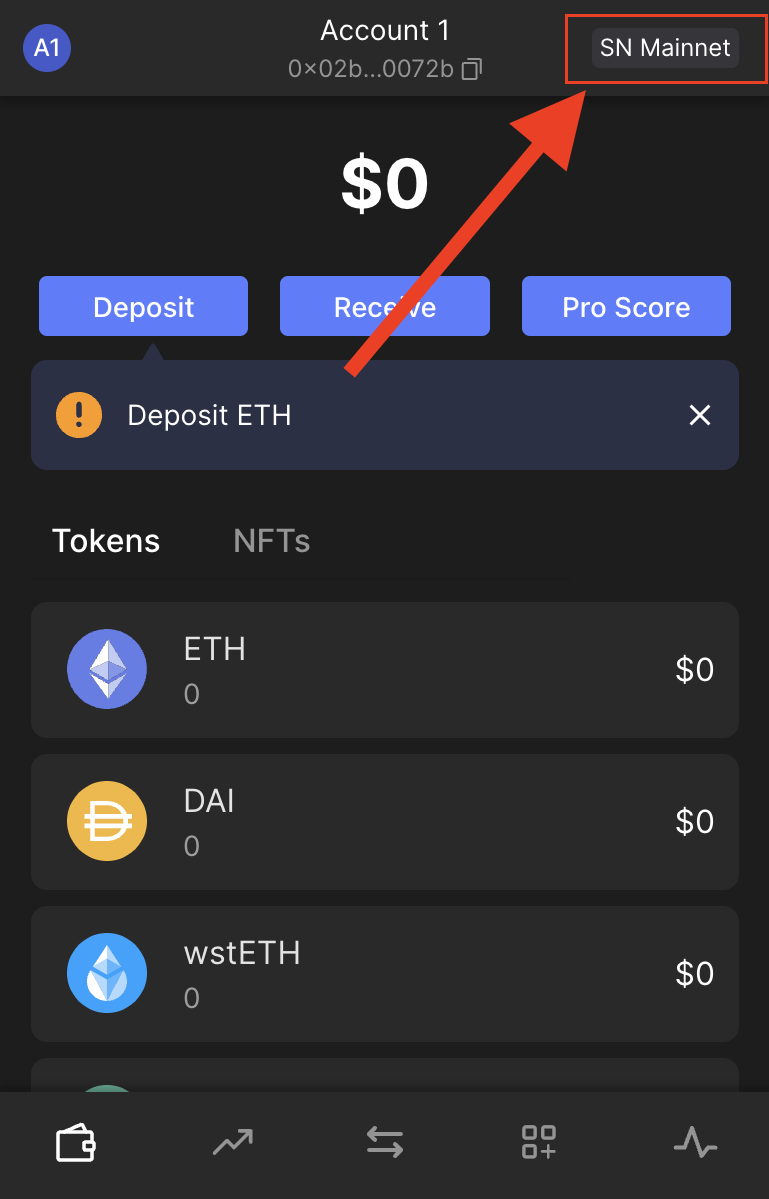 A1
Account 1
0×02b...0072b
SN Mainnet
$0
Deposit
Receive
Pro Score
Deposit ETH
Tokens
NFTs
ETH
0
$0
DAI
0
$0
wstETH
0
$0